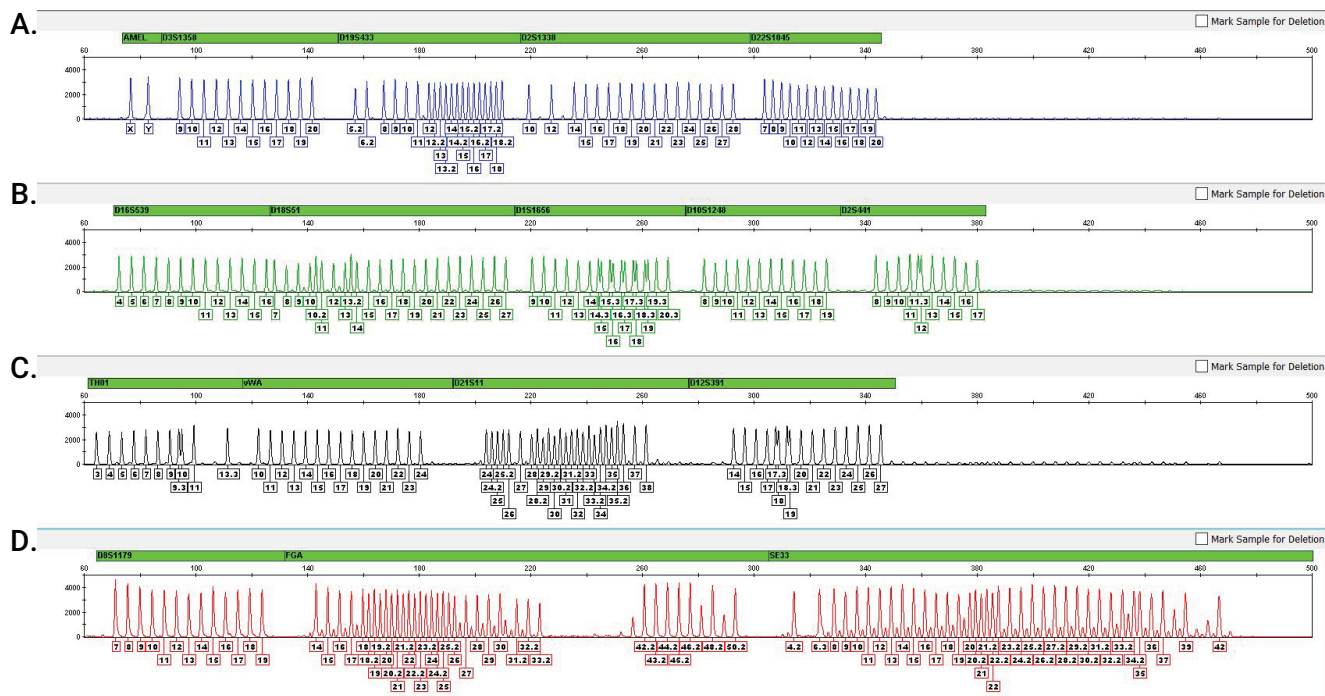 A.
Mark Sample for Deletion
AMEL D3S1358 D19S433 D2S1338 D22S1045
60 100 140 180 220 260 300 340 380 420 460 500
4000
2000
0
X Y 9 10 12 14 16 18 20 5.2 8 9 10 12 14 15.2 17.2 10 12 14 16 18 20 22 24 26 28 7 8 9 11 13 15 17 19
11 13 15 17 19 6.2 11 12.2 14.2 16.2 18.2 15 17 19 21 23 25 27 10 12 14 16 18 20
13 15 17
13.2 16 18
B.
Mark Sample for Deletion
D16S539 D18S51 D1S1656 D10S1248 D2S441
60 100 140 180 220 260 300 340 380 420 460 500
4000
2000
0
4 5 6 7 8 9 10 12 14 16 8 9 10 12 13.2 16 18 20 22 24 26 9 10 12 14 15.3 17.3 19.3 8 9 10 12 14 16 18 8 9 10 11.3 14 16
11 13 15 7 10.2 13 15 17 19 21 23 25 27 11 13 14.3 16.3 18.3 20.3 11 13 15 17 19 11 13 15 17
11 14 15 17 19 12
16 18
C.
Mark Sample for Deletion
TH01 vWA D21S11 D12S391
60 100 140 180 220 260 300 340 380 420 460 500
4000
2000
0
3 4 5 6 7 8 9 10 13.3 10 12 14 16 18 20 22 24 24 25.2 28 29.2 31.2 33 35 37 14 16 17.3 20 22 24 26
9.3 11 11 13 15 17 19 21 23 24.2 27 29 30.2 32.2 34.2 36 38 15 17 18.3 21 23 25 27
25 28.2 31 33.2 35.2 18
26 30 32 34 19
D.
Mark Sample for Deletion
D8S1179 FGA SE33
60 100 140 180 220 260 300 340 380 420 460 500
4000
2000
0
7 8 9 10 12 14 16 18 14 16 18 19.2 21.2 23.2 25.2 28 30 32.2 42.2 44.2 46.2 48.2 50.2 4.2 6.3 8 9 10 12 14 16 18 20 21.2 23.2 25.2 27.2 29.2 31.2 33.2 36 39 42
11 13 15 17 19 15 17 18.2 20 22 24 26 29 31.2 33.2 43.2 45.2 11 13 15 17 19 20.2 22.2 24.2 26.2 28.2 30.2 32.2 34.2 37
19 20.2 22.2 24.2 27 21 35
21 23 25 22